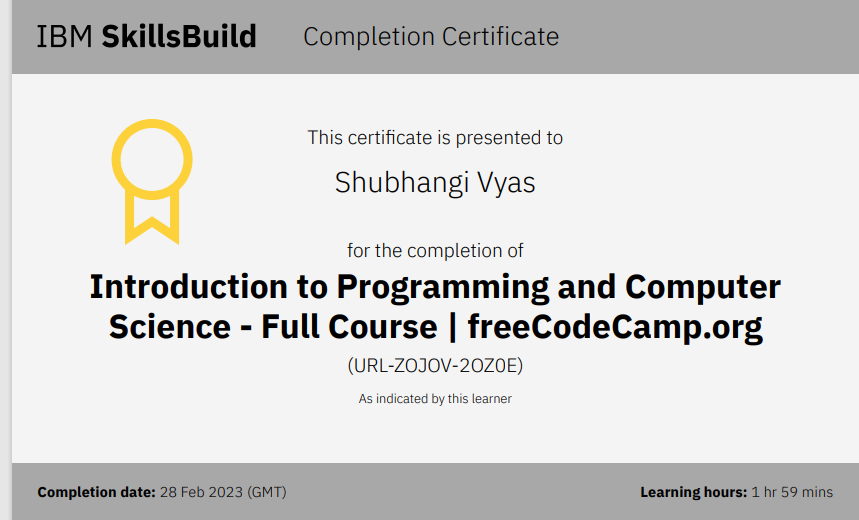 IBM SkillsBuild Completion Certificate
This certificate is presented to
Shubhangi Vyas
for the completion of
Introduction to Programming and Computer
Science - Full Course | freeCodeCamp.org
(URL-ZOJOV-2OZ0E)
As indicated by this learner
Completion date: 28 Feb 2023 (GMT)
Learning hours: 1 hr 59 mins